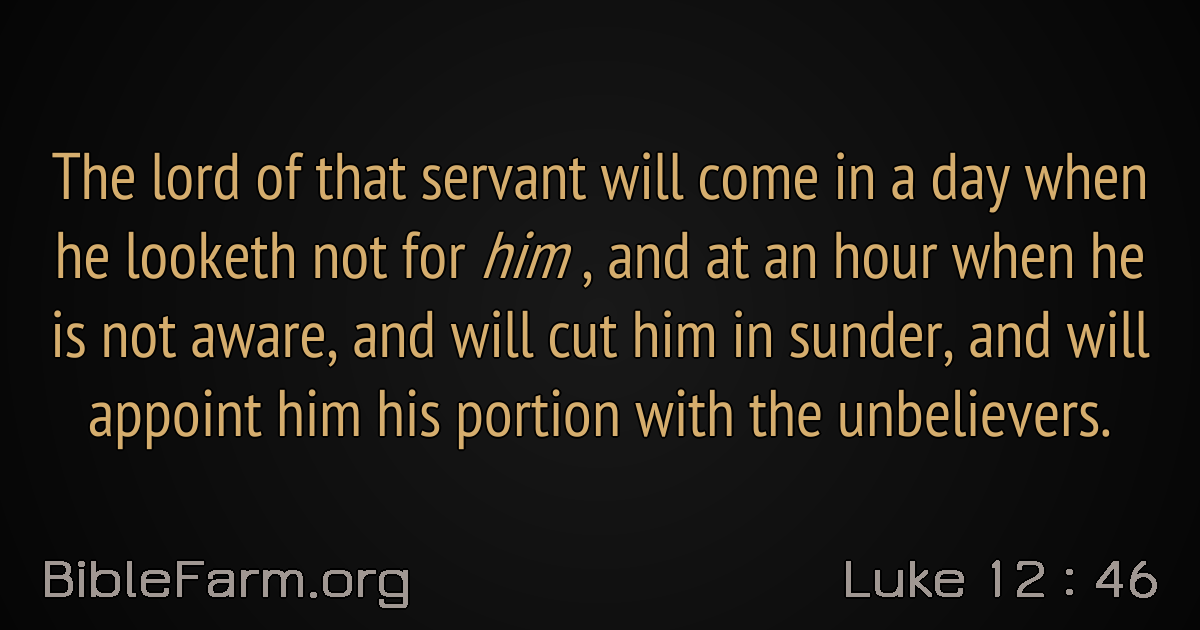 The lord of that servant will come in a day when
he looketh not for him , and at an hour when he
is not aware, and will cut him in sunder, and will
appoint him his portion with the unbelievers.
BibleFarm.org
Luke 12 : 46